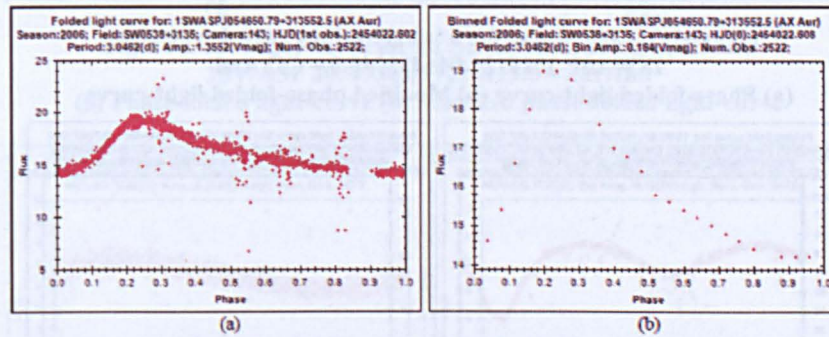 Folded light curve for: 1SWASPJ054650.79+313552.5 (AX Aur)
Season:2006; Field:SW0538+3135; Camera:143; HJD(1st obs.):2454022.602
Period:3.0462(d); Amp.:1.3552(Vmag); Num. Obs.:2522;
25
20
15
10
5
Flux
0.0 0.1 0.2 0.3 0.4 0.5 0.6 0.7 0.8 0.9 1.0
Phase
(a)
Binned Folded light curve for: 1SWASPJ054650.79+313552.5 (AX Aur)
Season:2006; Field:SW0538+3135; Camera:143; HJD(0):2454022.608
Period:3.0462(d); Bin Amp.:0.164(Vmag); Num. Obs.:2522;
19
18
17
16
15
14
Flux
0.0 0.1 0.2 0.3 0.4 0.5 0.6 0.7 0.8 0.9 1.0
Phase
(b)